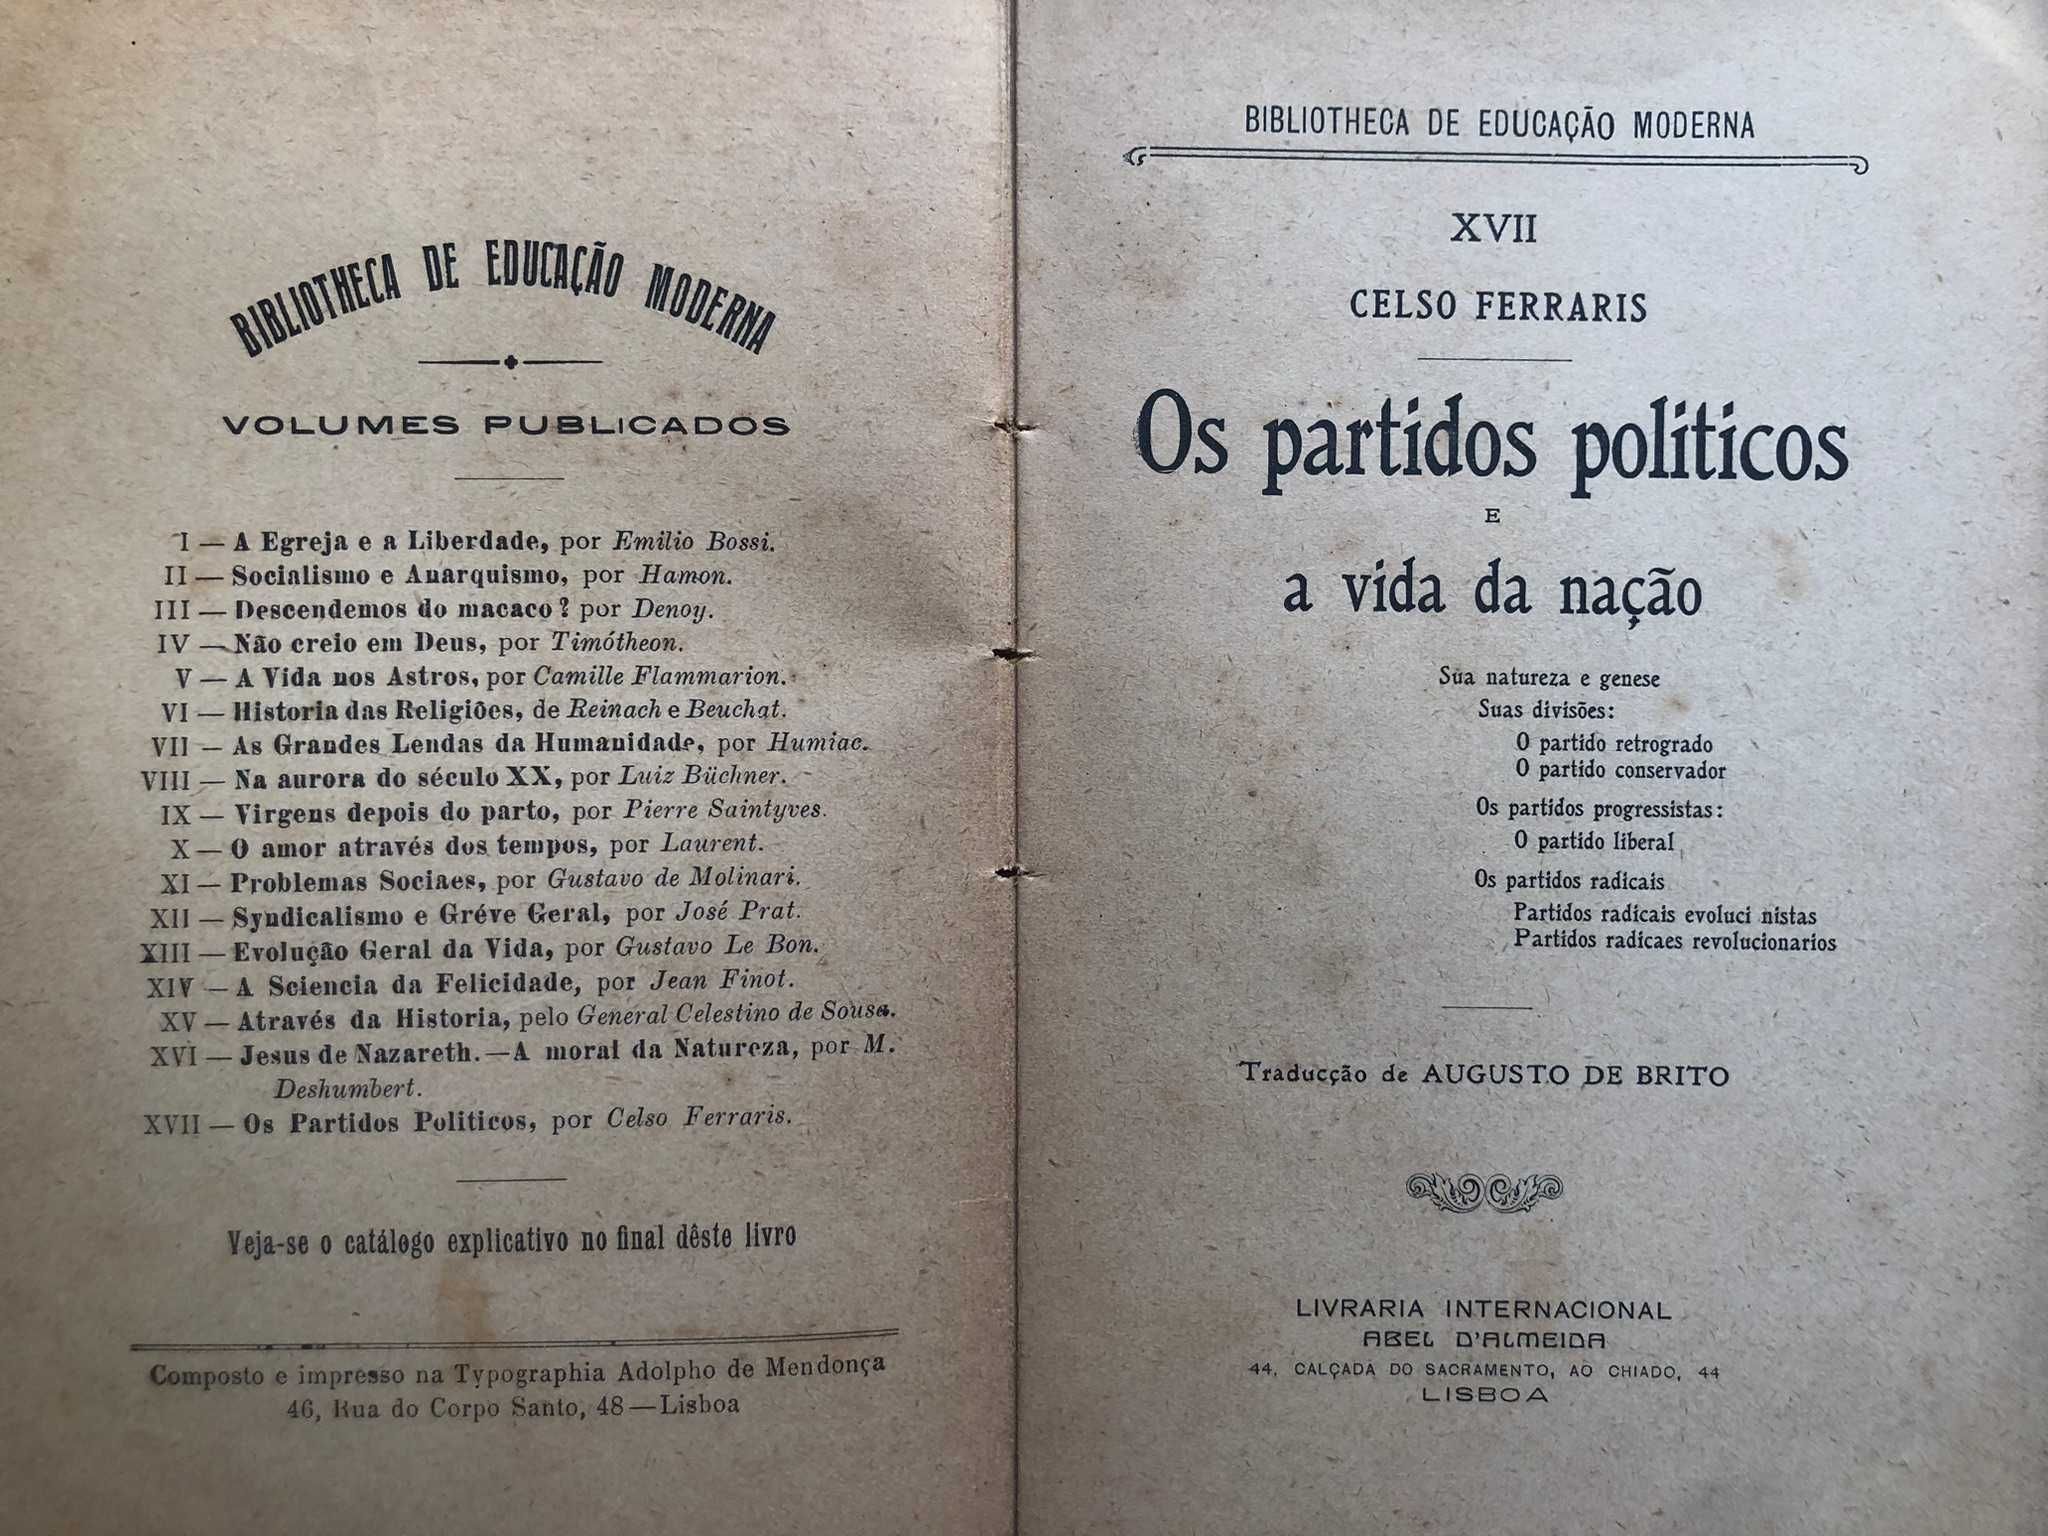 BIBLIOTHECA DE EDUCAÇÃO MODERNA
VOLUMES PUBLICADOS
I — A Egreja e a Liberdade, por Emilio Bossi.
II — Socialismo e Anarquismo, por Hamon.
III — Descendemos do macaco? por Denoy.
IV — Não creio em Deus, por Timótheon.
V — A Vida nos Astros, por Camille Flammarion.
VI — Historia das Religiões, de Reinach e Beuchat.
VII — As Grandes Lendas da Humanidade, por Humiac.
VIII — Na aurora do século XX, por Luiz Büchner.
IX — Virgens depois do parto, por Pierre Saintyves.
X — O amor através dos tempos, por Laurent.
XI — Problemas Sociaes, por Gustavo de Molinari.
XII — Syndicalismo e Gréve Geral, por José Prat.
XIII — Evolução Geral da Vida, por Gustavo Le Bon.
XIV — A Sciencia da Felicidade, por Jean Finot.
XV — Através da Historia, pelo General Celestino de Sousa.
XVI — Jesus de Nazareth. — A moral da Natureza, por M.
Deshumbert.
XVII — Os Partidos Politicos, por Celso Ferraris.
Veja-se o catálogo explicativo no final dêste livro
Composto e impresso na Typographia Adolpho de Mendonça
46, Rua do Corpo Santo, 48 — Lisboa
BIBLIOTHECA DE EDUCAÇÃO MODERNA
XVII
CELSO FERRARIS
Os partidos politicos
E
a vida da nação
Sua natureza e genese
Suas divisões:
O partido retrogrado
O partido conservador
Os partidos progressistas:
O partido liberal
Os partidos radicais
Partidos radicais evoluci nistas
Partidos radicaes revolucionarios
Traducção de AUGUSTO DE BRITO
LIVRARIA INTERNACIONAL
ABEL D'ALMEIDA
44, CALÇADA DO SACRAMENTO, AO CHIADO, 44
LISBOA